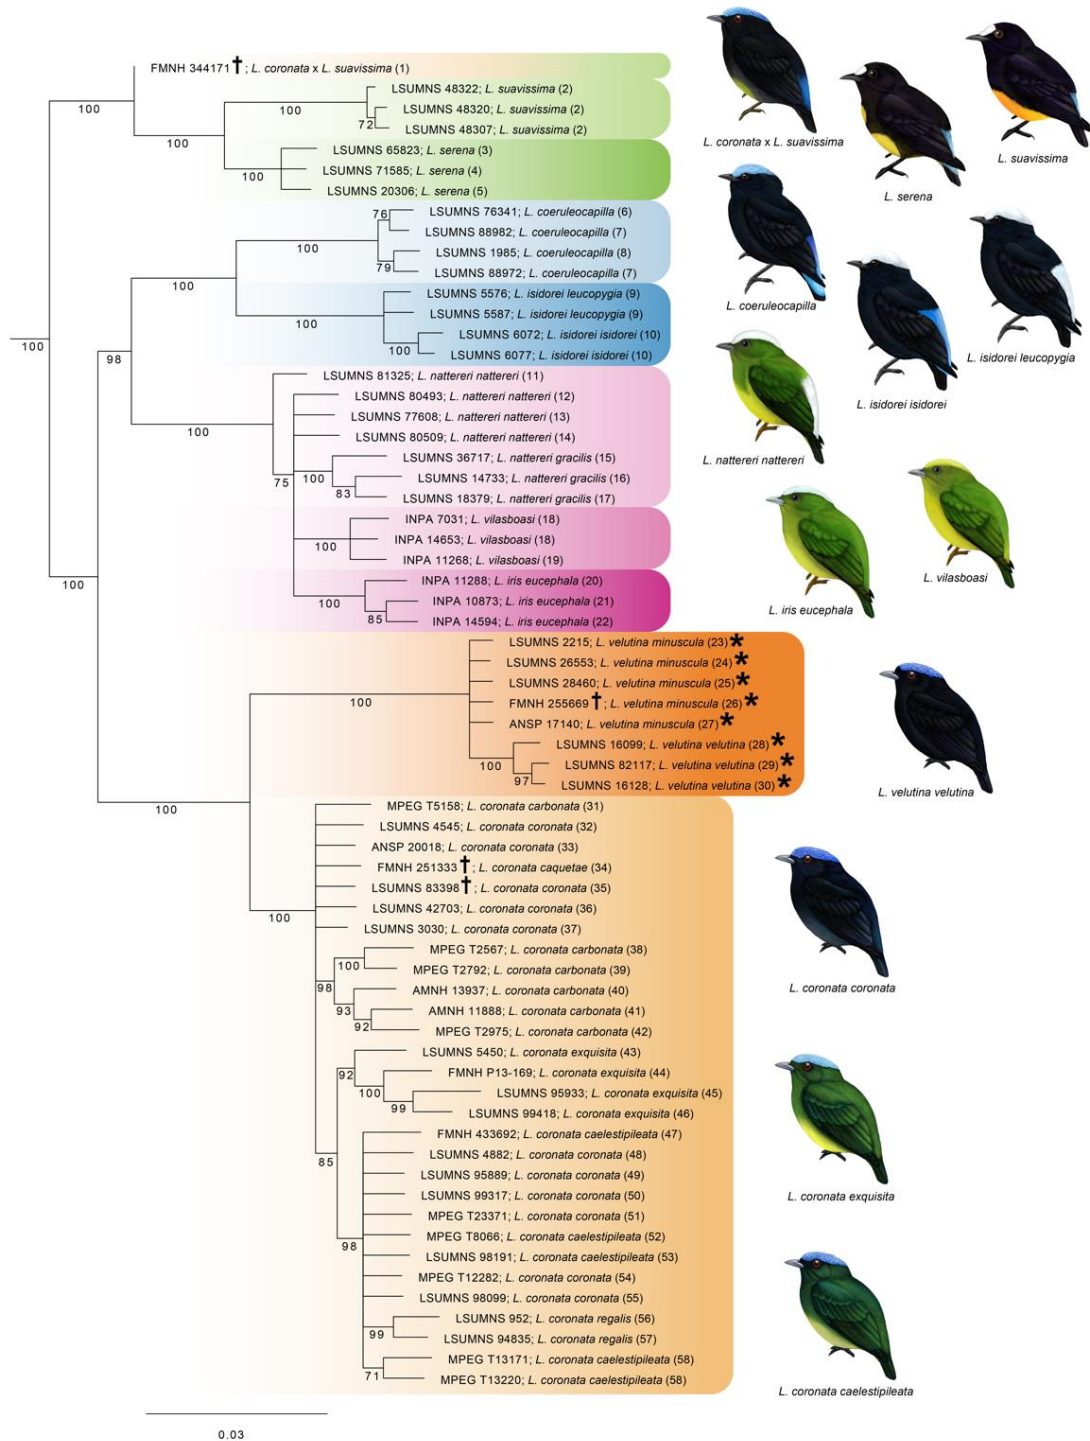 FMNH 344171†; L. coronata x L. suavissima (1)
100
LSUMNS 48322; L. suavissima (2)
100
LSUMNS 48320; L. suavissima (2)
72
LSUMNS 48307; L. suavissima (2)
100
LSUMNS 65823; L. serena (3)
100
LSUMNS 71585; L. serena (4)
LSUMNS 20306; L. serena (5)
76
LSUMNS 76341; L. coeruleocapilla (6)
LSUMNS 88982; L. coeruleocapilla (7)
100
LSUMNS 1985; L. coeruleocapilla (8)
79
LSUMNS 88972; L. coeruleocapilla (7)
100
LSUMNS 5576; L. isidorei leucopygia (9)
LSUMNS 5587; L. isidorei leucopygia (9)
100
LSUMNS 6072; L. isidorei isidorei (10)
100
LSUMNS 6077; L. isidorei isidorei (10)
100
98
LSUMNS 81325; L. nattereri nattereri (11)
LSUMNS 80493; L. nattereri nattereri (12)
LSUMNS 77608; L. nattereri nattereri (13)
100
LSUMNS 80509; L. nattereri nattereri (14)
LSUMNS 36717; L. nattereri gracilis (15)
75
100
LSUMNS 14733; L. nattereri gracilis (16)
83
LSUMNS 18379; L. nattereri gracilis (17)
INPA 7031; L. vilasboasi (18)
INPA 14653; L. vilasboasi (18)
100
INPA 11268; L. vilasboasi (19)
100
INPA 11288; L. iris eucephala (20)
100
INPA 10873; L. iris eucephala (21)
85
INPA 14594; L. iris eucephala (22)
LSUMNS 2215; L. velutina minuscula (23)*
LSUMNS 26553; L. velutina minuscula (24)*
LSUMNS 28460; L. velutina minuscula (25)*
100
FMNH 255669†; L. velutina minuscula (26)*
ANSP 17140; L. velutina minuscula (27)*
LSUMNS 16099; L. velutina velutina (28)*
100
LSUMNS 82117; L. velutina velutina (29)*
97
LSUMNS 16128; L. velutina velutina (30)*
100
MPEG T5158; L. coronata carbonata (31)
LSUMNS 4545; L. coronata coronata (32)
ANSP 20018; L. coronata coronata (33)
FMNH 251333†; L. coronata caquetae (34)
LSUMNS 83398†; L. coronata coronata (35)
LSUMNS 42703; L. coronata coronata (36)
100
LSUMNS 3030; L. coronata coronata (37)
MPEG T2567; L. coronata carbonata (38)
100
MPEG T2792; L. coronata carbonata (39)
98
AMNH 13937; L. coronata carbonata (40)
93
AMNH 11888; L. coronata carbonata (41)
92
MPEG T2975; L. coronata carbonata (42)
LSUMNS 5450; L. coronata exquisita (43)
92
FMNH P13-169; L. coronata exquisita (44)
100
LSUMNS 95933; L. coronata exquisita (45)
99
LSUMNS 99418; L. coronata exquisita (46)
FMNH 433692; L. coronata caelestipileata (47)
LSUMNS 4882; L. coronata coronata (48)
85
LSUMNS 95889; L. coronata coronata (49)
LSUMNS 99317; L. coronata coronata (50)
MPEG T23371; L. coronata coronata (51)
MPEG T8066; L. coronata caelestipileata (52)
98
LSUMNS 98191; L. coronata caelestipileata (53)
MPEG T12282; L. coronata coronata (54)
LSUMNS 98099; L. coronata coronata (55)
LSUMNS 952; L. coronata regalis (56)
99
LSUMNS 94835; L. coronata regalis (57)
MPEG T13171; L. coronata caelestipileata (58)
71
MPEG T13220; L. coronata caelestipileata (58)
0.03
L. coronata x L. suavissima
L. suavissima
L. serena
L. coeruleocapilla
L. isidorei leucopygia
L. isidorei isidorei
L. nattereri nattereri
L. vilasboasi
L. iris eucephala
L. velutina velutina
L. coronata coronata
L. coronata exquisita
L. coronata caelestipileata